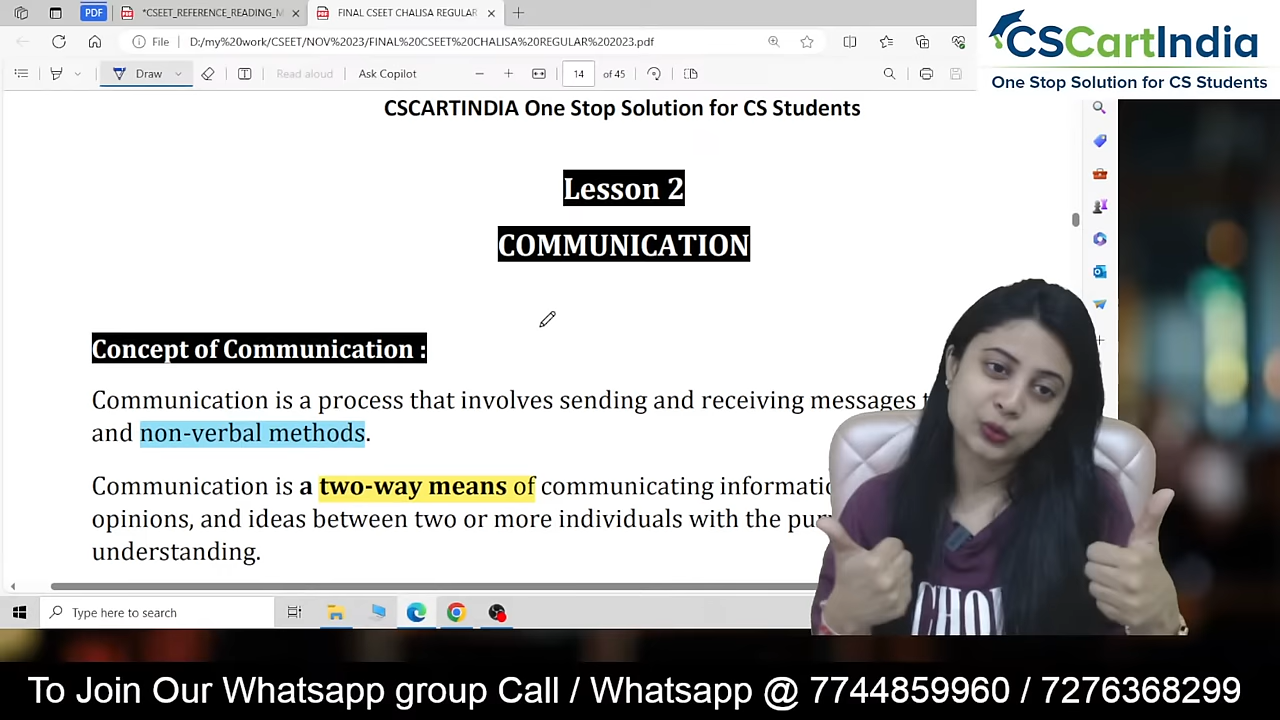 PDF
*CSEET_REFERENCE_READING_M
FINAL CSEET CHALISA REGULAR
File
D:/my%20work/CSEET/NOV%2023/FINAL%20CSEET%20CHALISA%20REGULAR%202023.pdf
Draw
Read aloud
Ask Copilot
14
of 45
CSCartIndia
One Stop Solution for CS Students
CSCARTINDIA One Stop Solution for CS Students
Lesson 2
COMMUNICATION
Concept of Communication :
Communication is a process that involves sending and receiving messages
and non-verbal methods.
Communication is a two-way means of communicating
opinions, and ideas between two or more individuals with the
understanding.
Type here to search
To Join Our Whatsapp group Call / Whatsapp @ 7744859960 / 7276368299